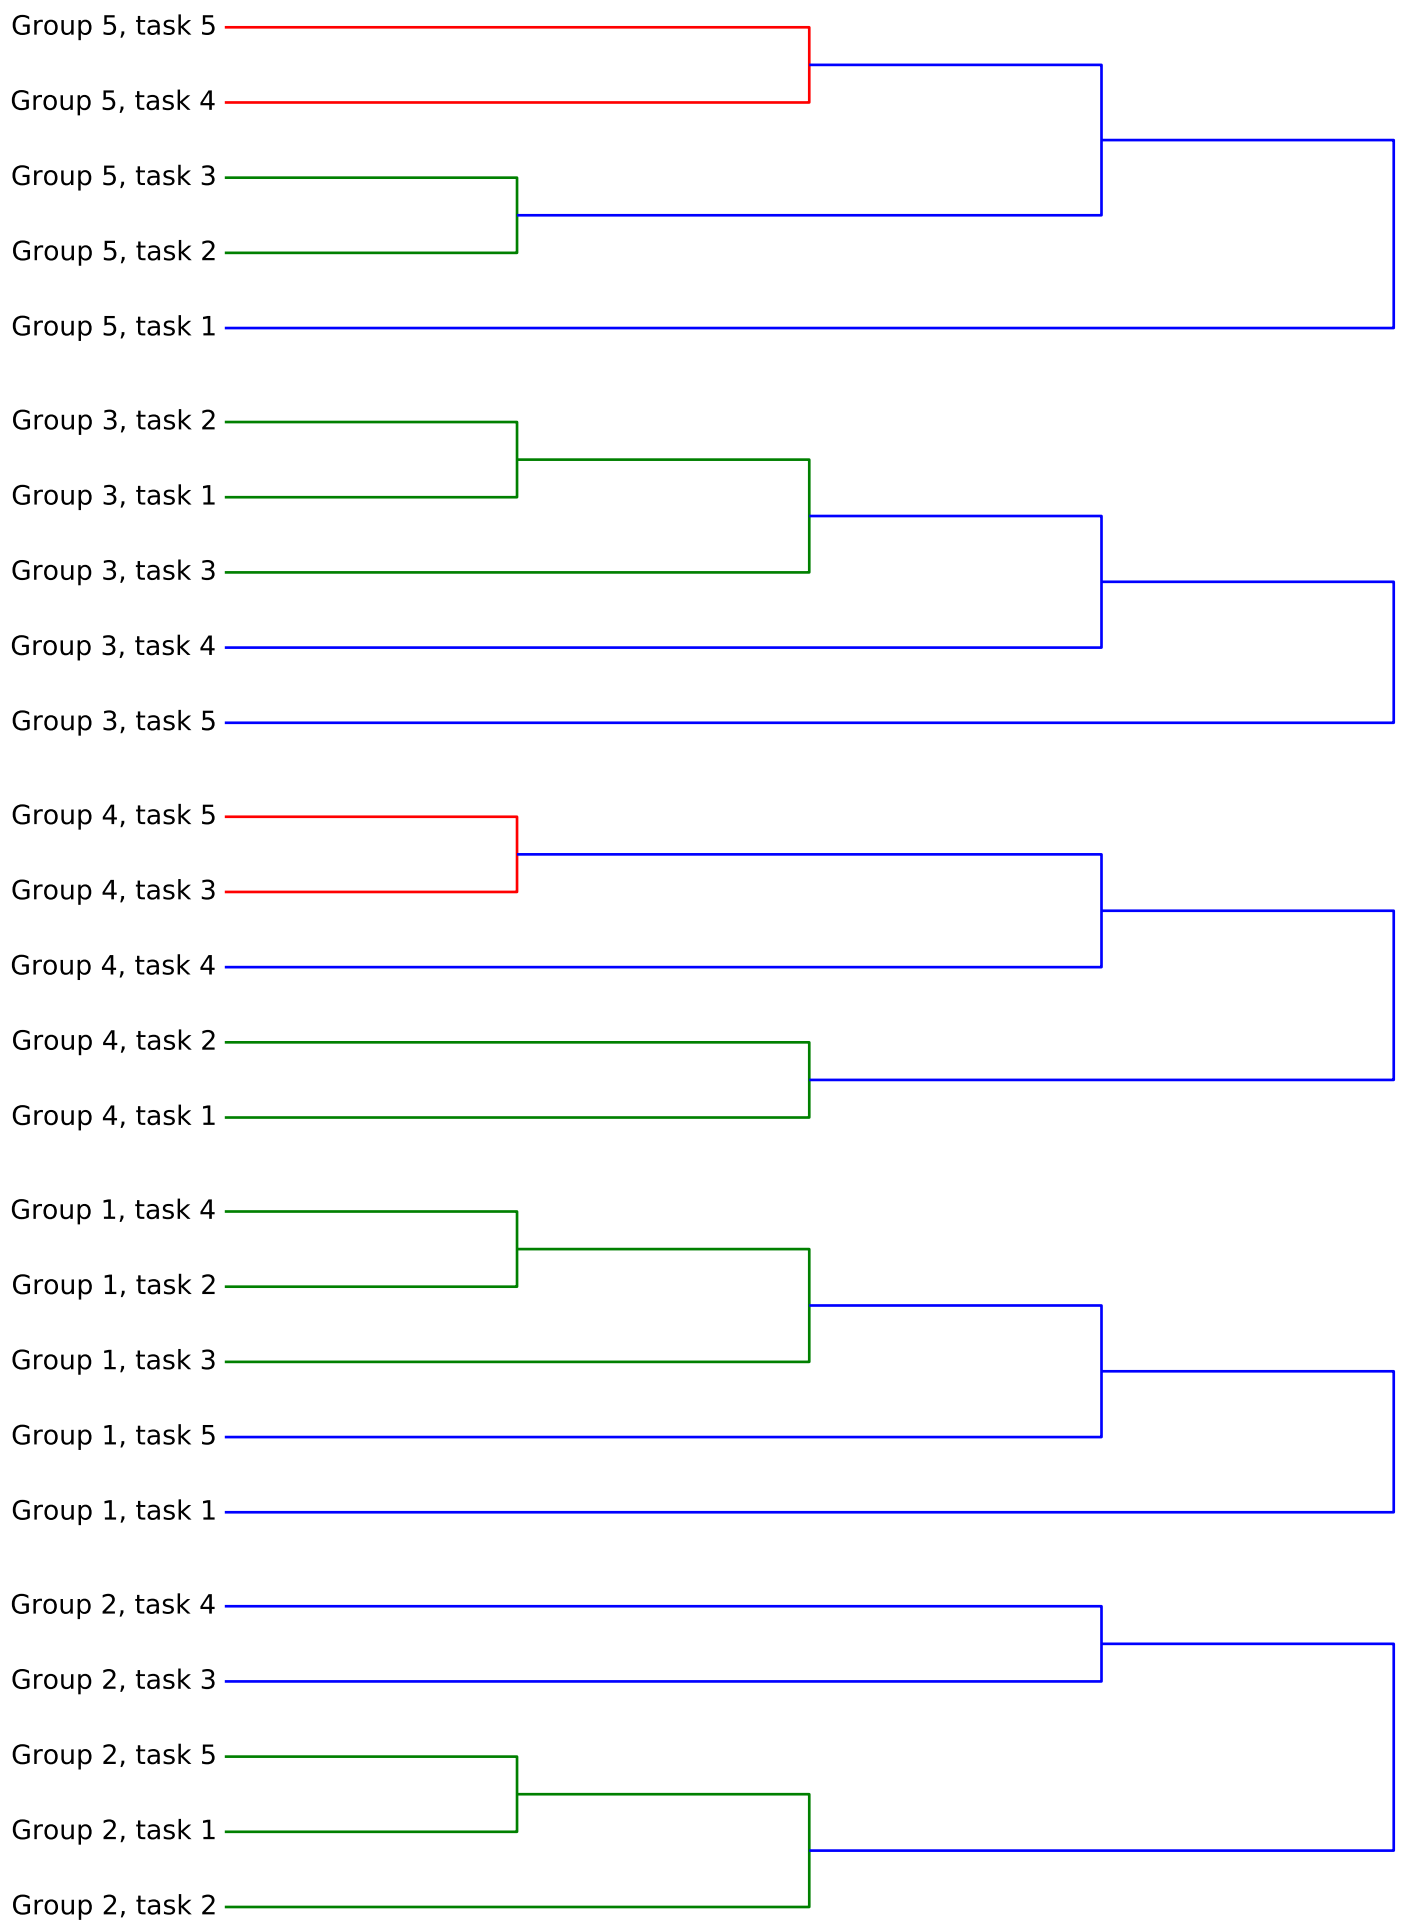 Group 5, task 5
Group 5, task 4
Group 5, task 3
Group 5, task 2
Group 5, task 1
Group 3, task 2
Group 3, task 1
Group 3, task 3
Group 3, task 4
Group 3, task 5
Group 4, task 5
Group 4, task 3
Group 4, task 4
Group 4, task 2
Group 4, task 1
Group 1, task 4
Group 1, task 2
Group 1, task 3
Group 1, task 5
Group 1, task 1
Group 2, task 4
Group 2, task 3
Group 2, task 5
Group 2, task 1
Group 2, task 2